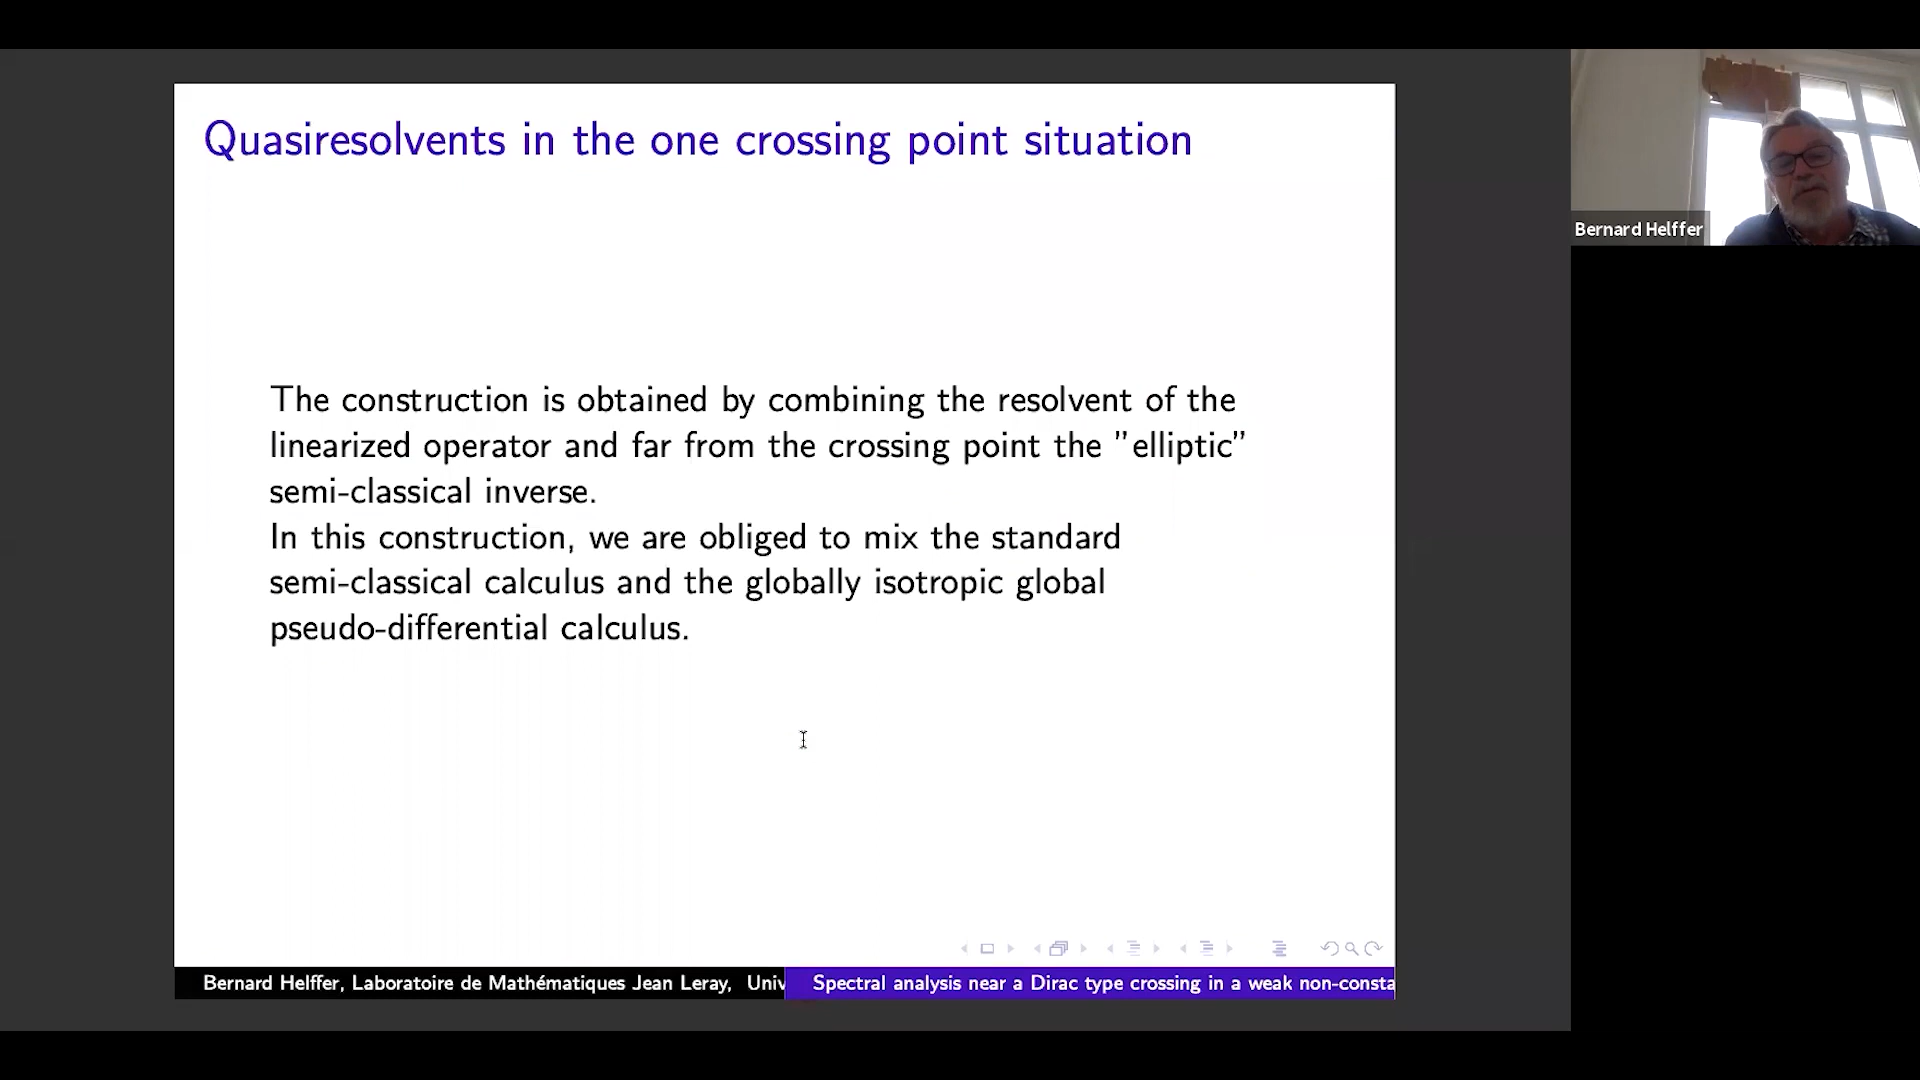 Quasiresolvents in the one crossing point situation
The construction is obtained by combining the resolvent of the
linearized operator and far from the crossing point the ”elliptic”
semi-classical inverse.
In this construction, we are obliged to mix the standard
semi-classical calculus and the globally isotropic global
pseudo-differential calculus.
Bernard Helffer, Laboratoire de Mathématiques Jean Leray, Univ
Spectral analysis near a Dirac type crossing in a weak non-consta
Bernard Helffer